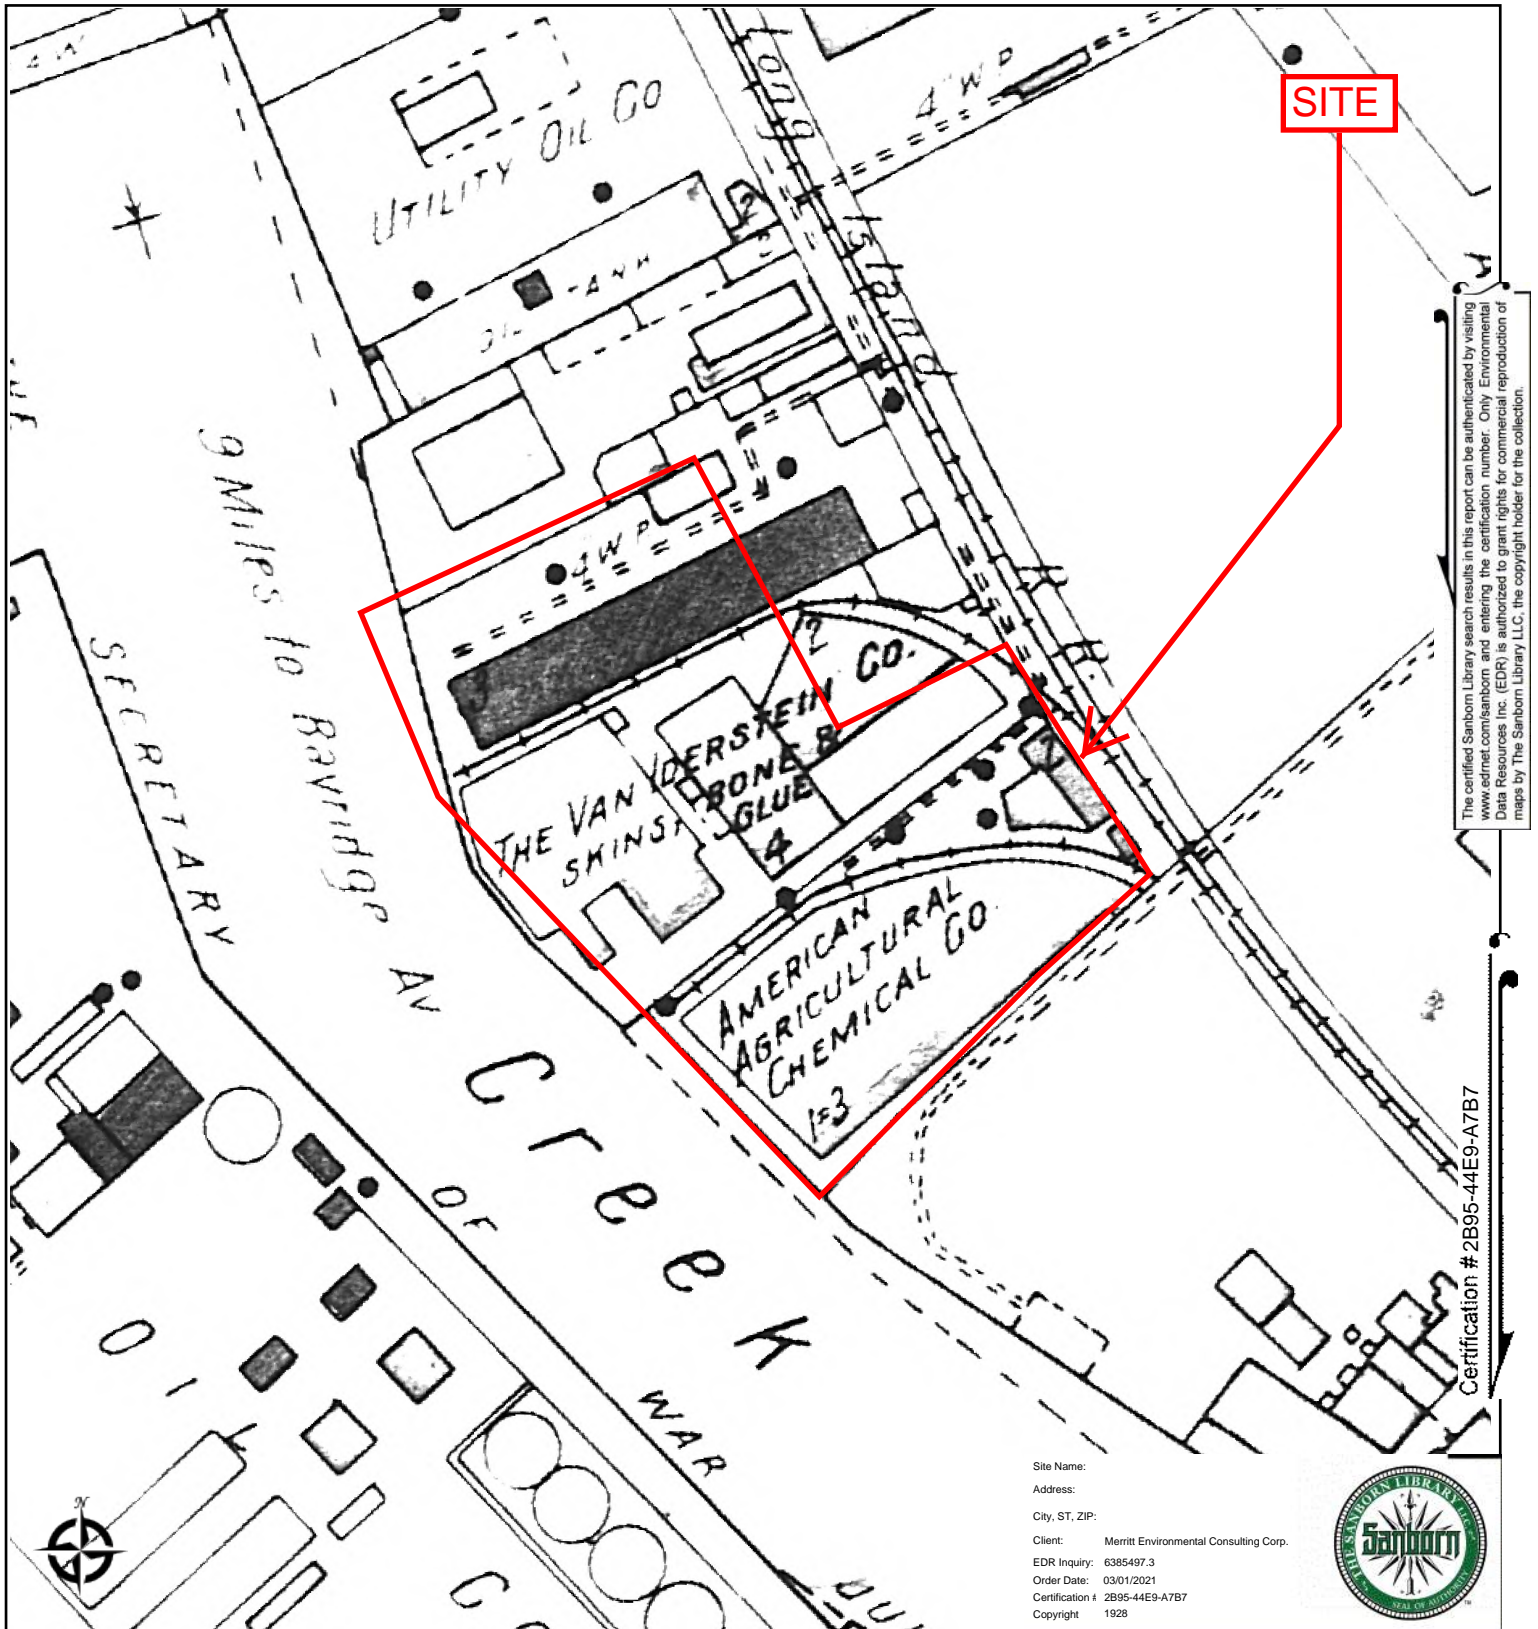 SITE
4 W
Long Island R. R.
4" W P
UTILITY OIL CO
2
9 Miles to Bayridge Av
4 W P
3
2
THE VAN IDERSTEIN CO.
SKINS
BONE &
GLUE
4
2
AMERICAN
AGRICULTURAL
CHEMICAL CO
1=3
SECRETARY
OF
WAR
Creek
OIL
CO
N
The certified Sanborn Library search results in this report can be authenticated by visiting
www.edrnet.com/sanborn and entering the certification number. Only Environmental
Data Resources Inc. (EDR) is authorized to grant rights for commercial reproduction of
maps by The Sanborn Library LLC, the copyright holder for the collection.
Certification # 2B95-44E9-A7B7
Site Name:
Address:
City, ST, ZIP:
Client: Merritt Environmental Consulting Corp.
EDR Inquiry: 6385497.3
Order Date: 03/01/2021
Certification # 2B95-44E9-A7B7
Copyright 1928
THE SANBORN LIBRARY, LLC
Sanborn
SEAL OF AUTHORITY